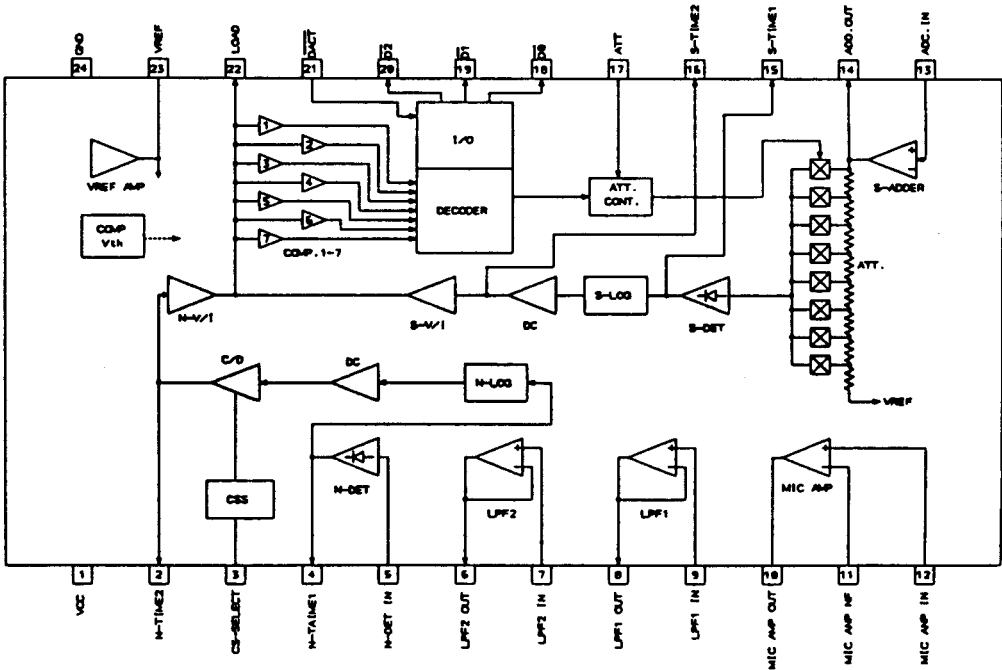 GND
VREF
LOAD
DACT
D2
D1
D0
ATT
S-TIME2
S-TIME1
ADD.OUT
ADC.IN
24
23
22
21
20
19
18
17
16
15
14
13
1
2
3
4
5
6
7
COMP.1-7
I/O
DECODER
VREF AMP
COMP
Vth
ATT.
CONT.
S-ADDER
ATT.
N-V/I
S-V/I
DC
S-LOG
S-DET
C/D
DC
N-LOG
VREF
CSS
N-DET
LPF2
LPF1
MIC AMP
1
2
3
4
5
6
7
8
9
10
11
12
VCC
N-TIME2
CS-SELECT
N-TAIME1
N-DET IN
LPF2 OUT
LPF2 IN
LPF1 OUT
LPF1 IN
MIC AMP OUT
MIC AMP NF
MIC AMP IN